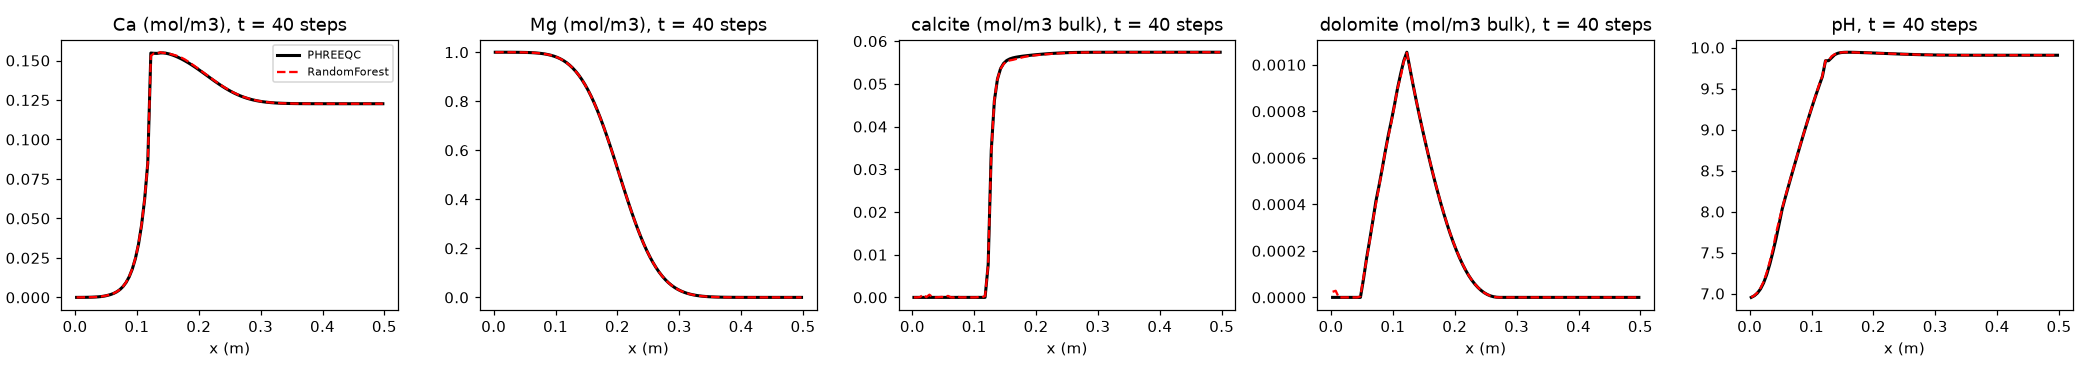 Ca (mol/m3), t = 40 steps
0.150
0.125
0.100
0.075
0.050
0.025
0.000
PHREEQC
RandomForest
0.0 0.1 0.2 0.3 0.4 0.5
x (m)
Mg (mol/m3), t = 40 steps
1.0
0.8
0.6
0.4
0.2
0.0
0.0 0.1 0.2 0.3 0.4 0.5
x (m)
calcite (mol/m3 bulk), t = 40 steps
0.06
0.05
0.04
0.03
0.02
0.01
0.00
0.0 0.1 0.2 0.3 0.4 0.5
x (m)
dolomite (mol/m3 bulk), t = 40 steps
0.0010
0.0008
0.0006
0.0004
0.0002
0.0000
0.0 0.1 0.2 0.3 0.4 0.5
x (m)
pH, t = 40 steps
10.0
9.5
9.0
8.5
8.0
7.5
7.0
0.0 0.1 0.2 0.3 0.4 0.5
x (m)